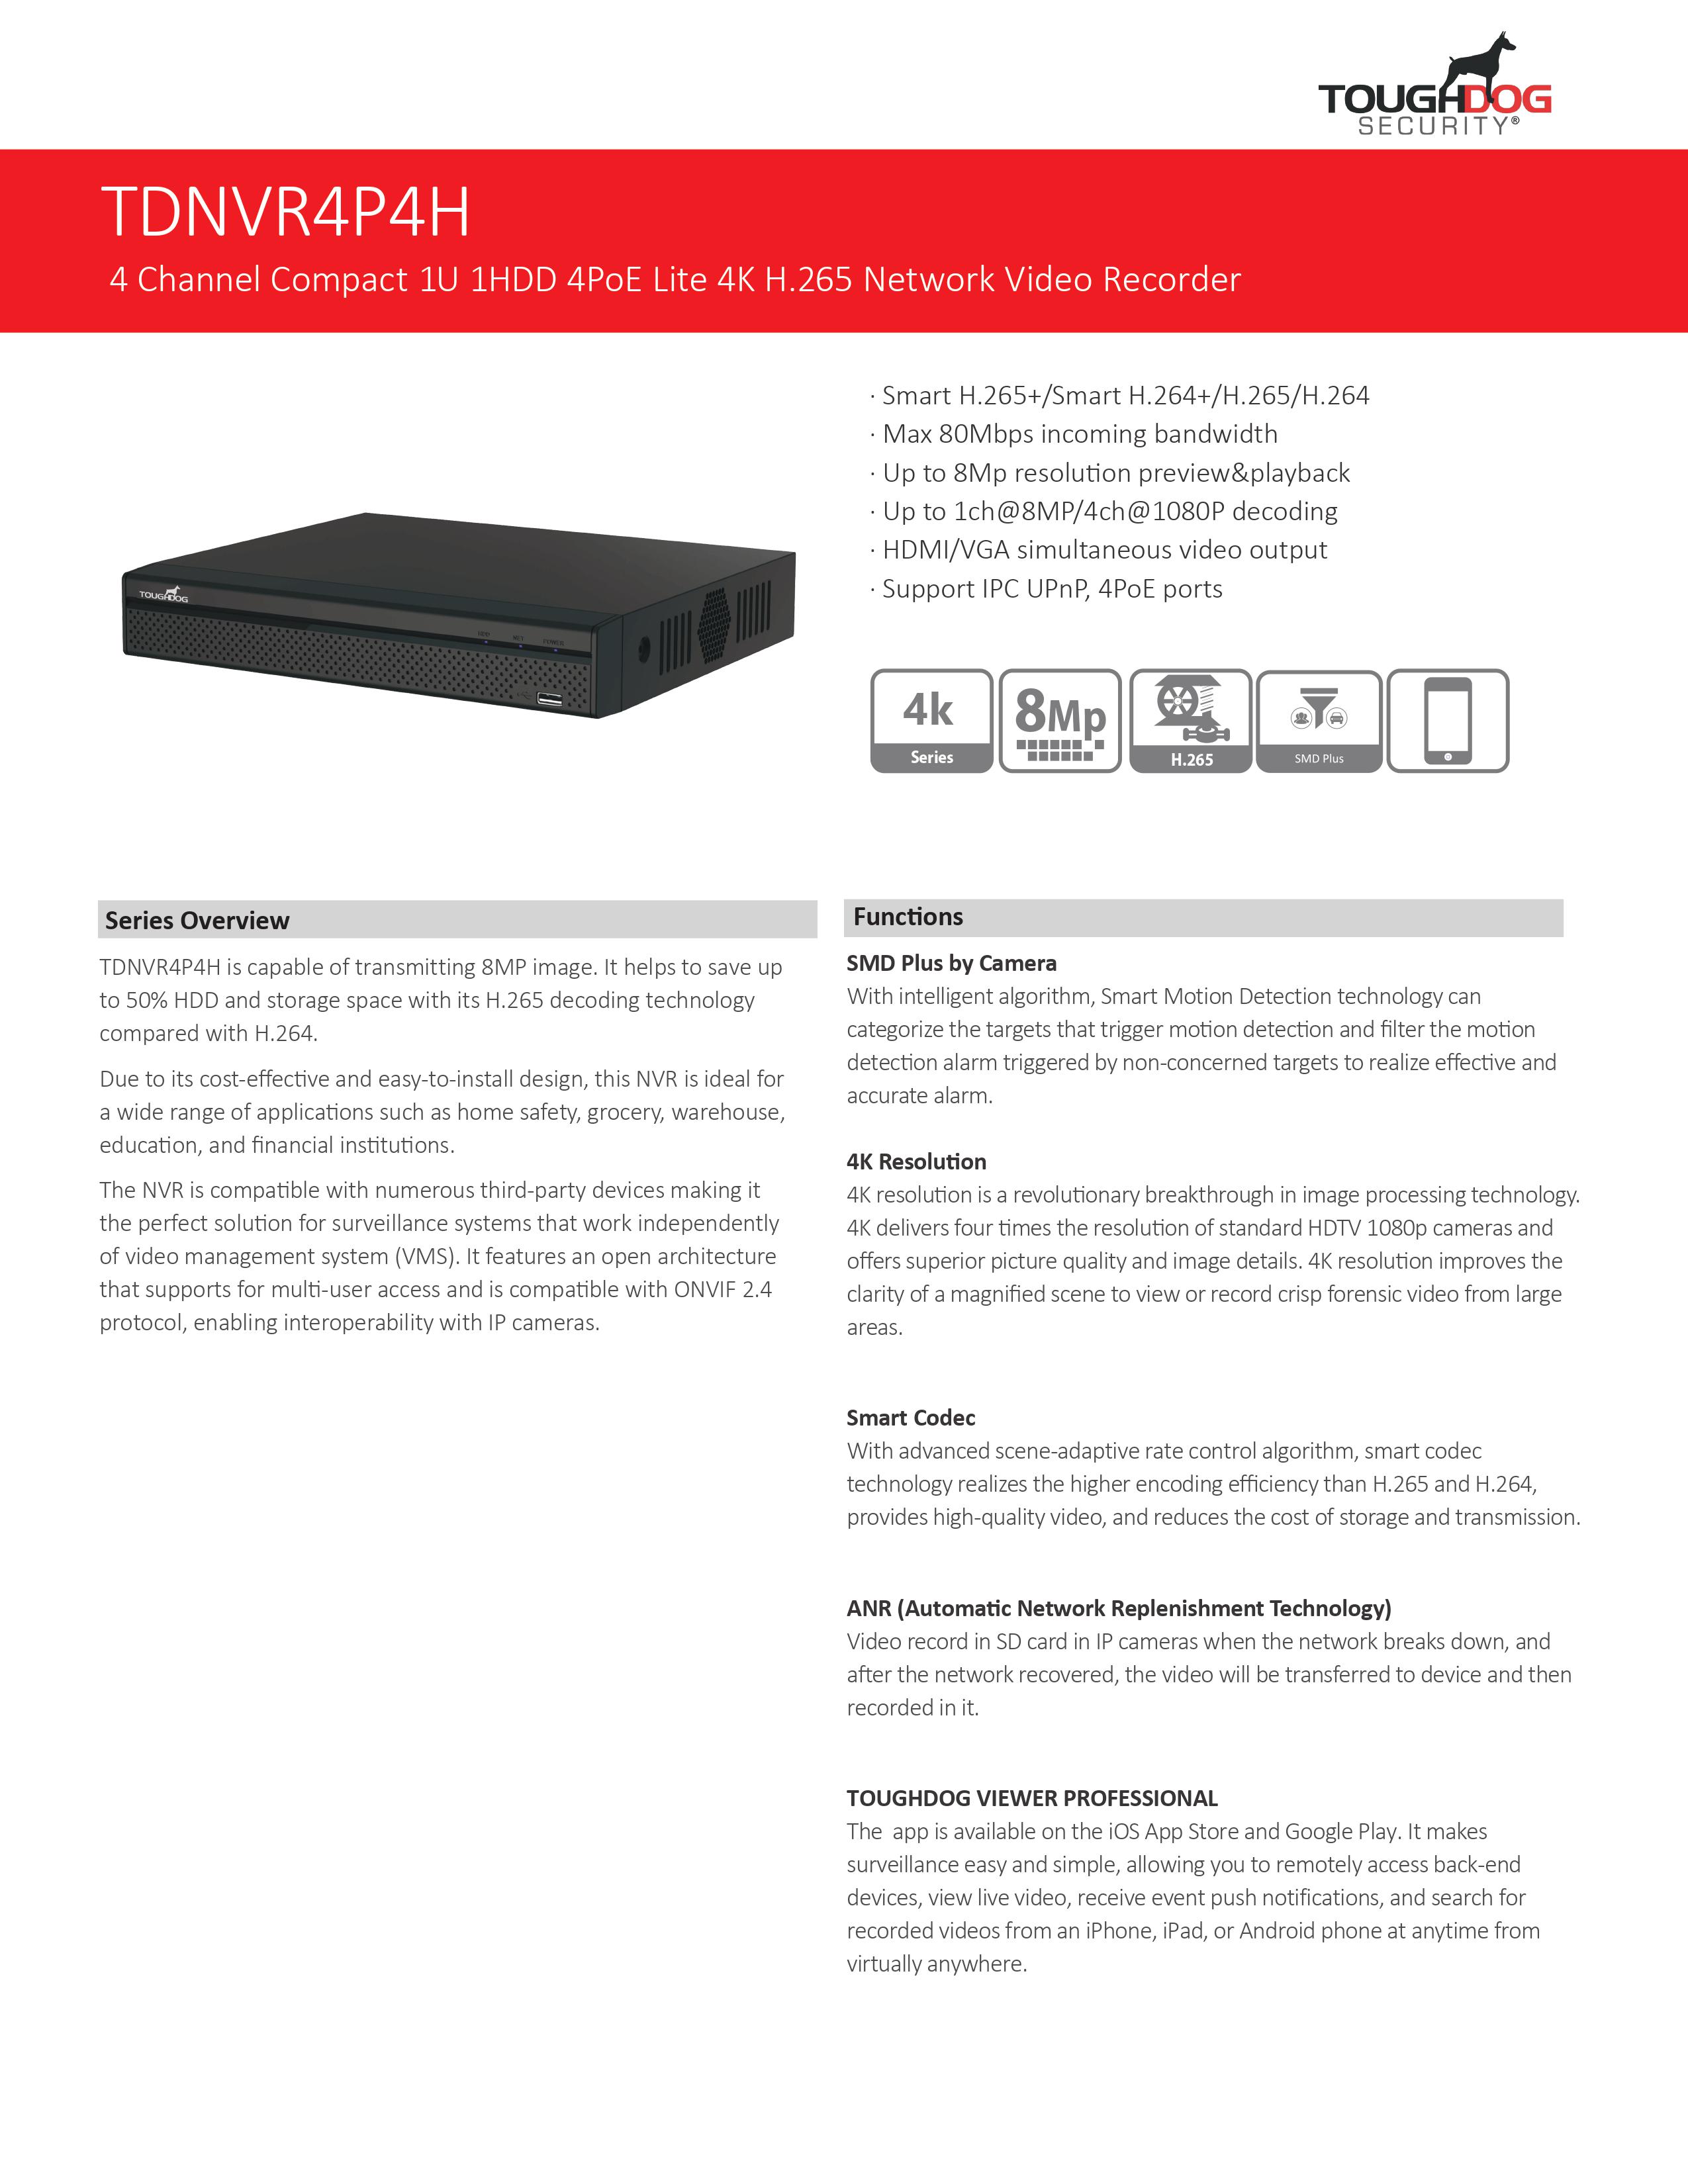 TOUGHDOG
SECURITY®
TDNVR4P4H
4 Channel Compact 1U 1HDD 4PoE Lite 4K H.265 Network Video Recorder
· Smart H.265+/Smart H.264+/H.265/H.264
· Max 80Mbps incoming bandwidth
· Up to 8Mp resolution preview&playback
· Up to 1ch@8MP/4ch@1080P decoding
· HDMI/VGA simultaneous video output
· Support IPC UPnP, 4PoE ports
TOUGHDOG
HDD NET POWER
4k
Series
8Mp
H.265
SMD Plus
Series Overview
TDNVR4P4H is capable of transmitting 8MP image. It helps to save up
to 50% HDD and storage space with its H.265 decoding technology
compared with H.264.
Due to its cost-effective and easy-to-install design, this NVR is ideal for
a wide range of applications such as home safety, grocery, warehouse,
education, and financial institutions.
The NVR is compatible with numerous third-party devices making it
the perfect solution for surveillance systems that work independently
of video management system (VMS). It features an open architecture
that supports for multi-user access and is compatible with ONVIF 2.4
protocol, enabling interoperability with IP cameras.
Functions
SMD Plus by Camera
With intelligent algorithm, Smart Motion Detection technology can
categorize the targets that trigger motion detection and filter the motion
detection alarm triggered by non-concerned targets to realize effective and
accurate alarm.
4K Resolution
4K resolution is a revolutionary breakthrough in image processing technology.
4K delivers four times the resolution of standard HDTV 1080p cameras and
offers superior picture quality and image details. 4K resolution improves the
clarity of a magnified scene to view or record crisp forensic video from large
areas.
Smart Codec
With advanced scene-adaptive rate control algorithm, smart codec
technology realizes the higher encoding efficiency than H.265 and H.264,
provides high-quality video, and reduces the cost of storage and transmission.
ANR (Automatic Network Replenishment Technology)
Video record in SD card in IP cameras when the network breaks down, and
after the network recovered, the video will be transferred to device and then
recorded in it.
TOUGHDOG VIEWER PROFESSIONAL
The  app is available on the iOS App Store and Google Play. It makes
surveillance easy and simple, allowing you to remotely access back-end
devices, view live video, receive event push notifications, and search for
recorded videos from an iPhone, iPad, or Android phone at anytime from
virtually anywhere.